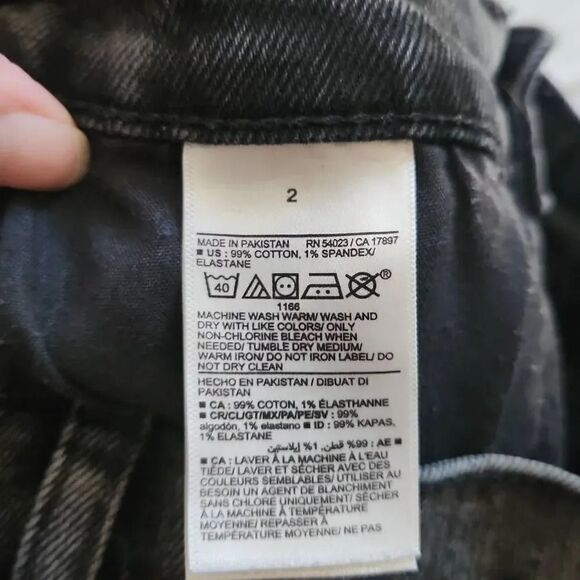 2
MADE IN PAKISTAN RN 54023 / CA 17897
■ US : 99% COTTON, 1% SPANDEX/
ELASTANE
40
®
1166
MACHINE WASH WARM/ WASH AND
DRY WITH LIKE COLORS/ ONLY
NON-CHLORINE BLEACH WHEN
NEEDED/ TUMBLE DRY MEDIUM/
WARM IRON/ DO NOT IRON LABEL/ DO
NOT DRY CLEAN
HECHO EN PAKISTAN / DIBUAT DI
PAKISTAN
■ CA : 99% COTON, 1% ÉLASTHANNE
■ CR/CL/GT/MX/PA/PE/SV : 99%
algodón, 1% elastano ■ ID : 99% KAPAS,
1% ELASTANE
■ AE : 99% قطن, 1% إيلاستين
■ CA : LAVER À LA MACHINE À L'EAU
TIÈDE/ LAVER ET SÉCHER AVEC DES
COULEURS SEMBLABLES/ UTILISER AU
BESOIN UN AGENT DE BLANCHIMENT
SANS CHLORE UNIQUEMENT/ SÉCHER
À LA MACHINE À TEMPÉRATURE
MOYENNE/ REPASSER À TEMPÉRATURE
MOYENNE/ NE PAS